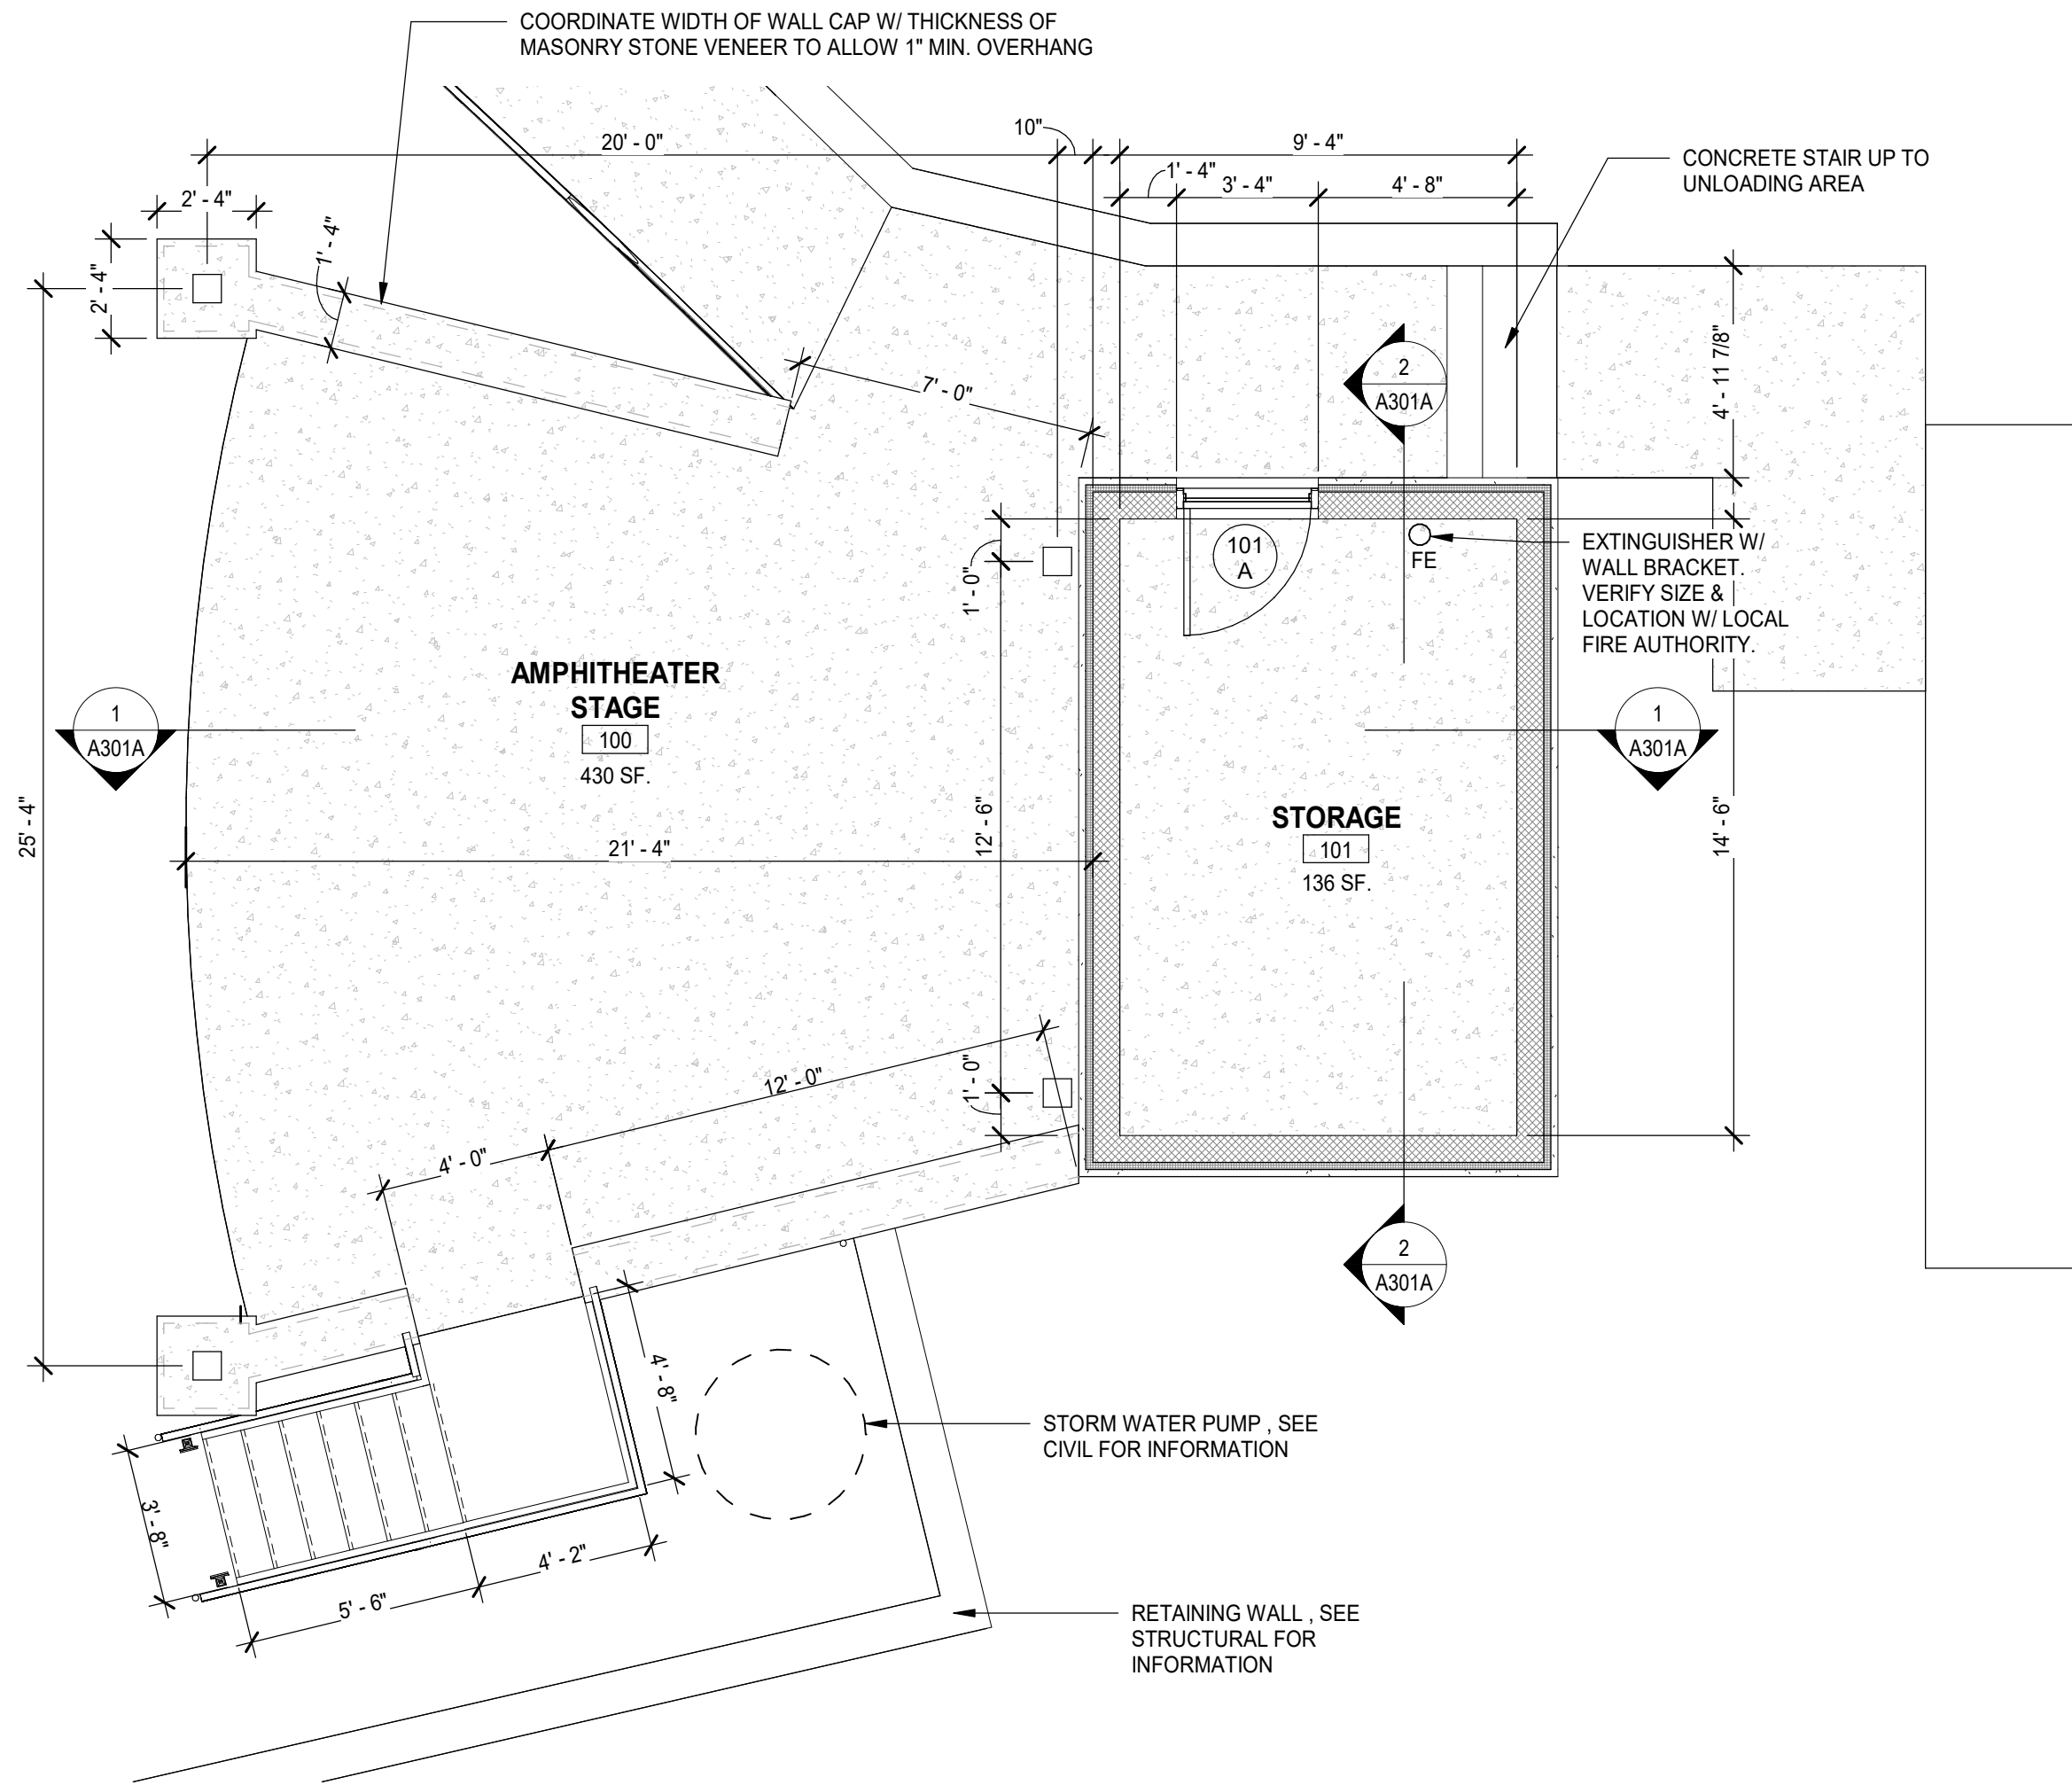 COORDINATE WIDTH OF WALL CAP W/ THICKNESS OF
MASONRY STONE VENEER TO ALLOW 1" MIN. OVERHANG
20' - 0"
10"
9' - 4"
1' - 4"
3' - 4"
4' - 8"
CONCRETE STAIR UP TO
UNLOADING AREA
2' - 4"
2' - 4"
1' - 4"
7' - 0"
4' - 11 7/8"
2
A301A
101
A
FE
EXTINGUISHER W/
WALL BRACKET.
VERIFY SIZE &
LOCATION W/ LOCAL
FIRE AUTHORITY.
1' - 0"
AMPHITHEATER
STAGE
100
430 SF.
1
A301A
1
A301A
25' - 4"
21' - 4"
12' - 6"
STORAGE
101
136 SF.
14' - 6"
1' - 0"
12' - 0"
4' - 0"
2
A301A
4' - 8"
STORM WATER PUMP , SEE
CIVIL FOR INFORMATION
3' - 8"
4' - 2"
5' - 6"
RETAINING WALL , SEE
STRUCTURAL FOR
INFORMATION